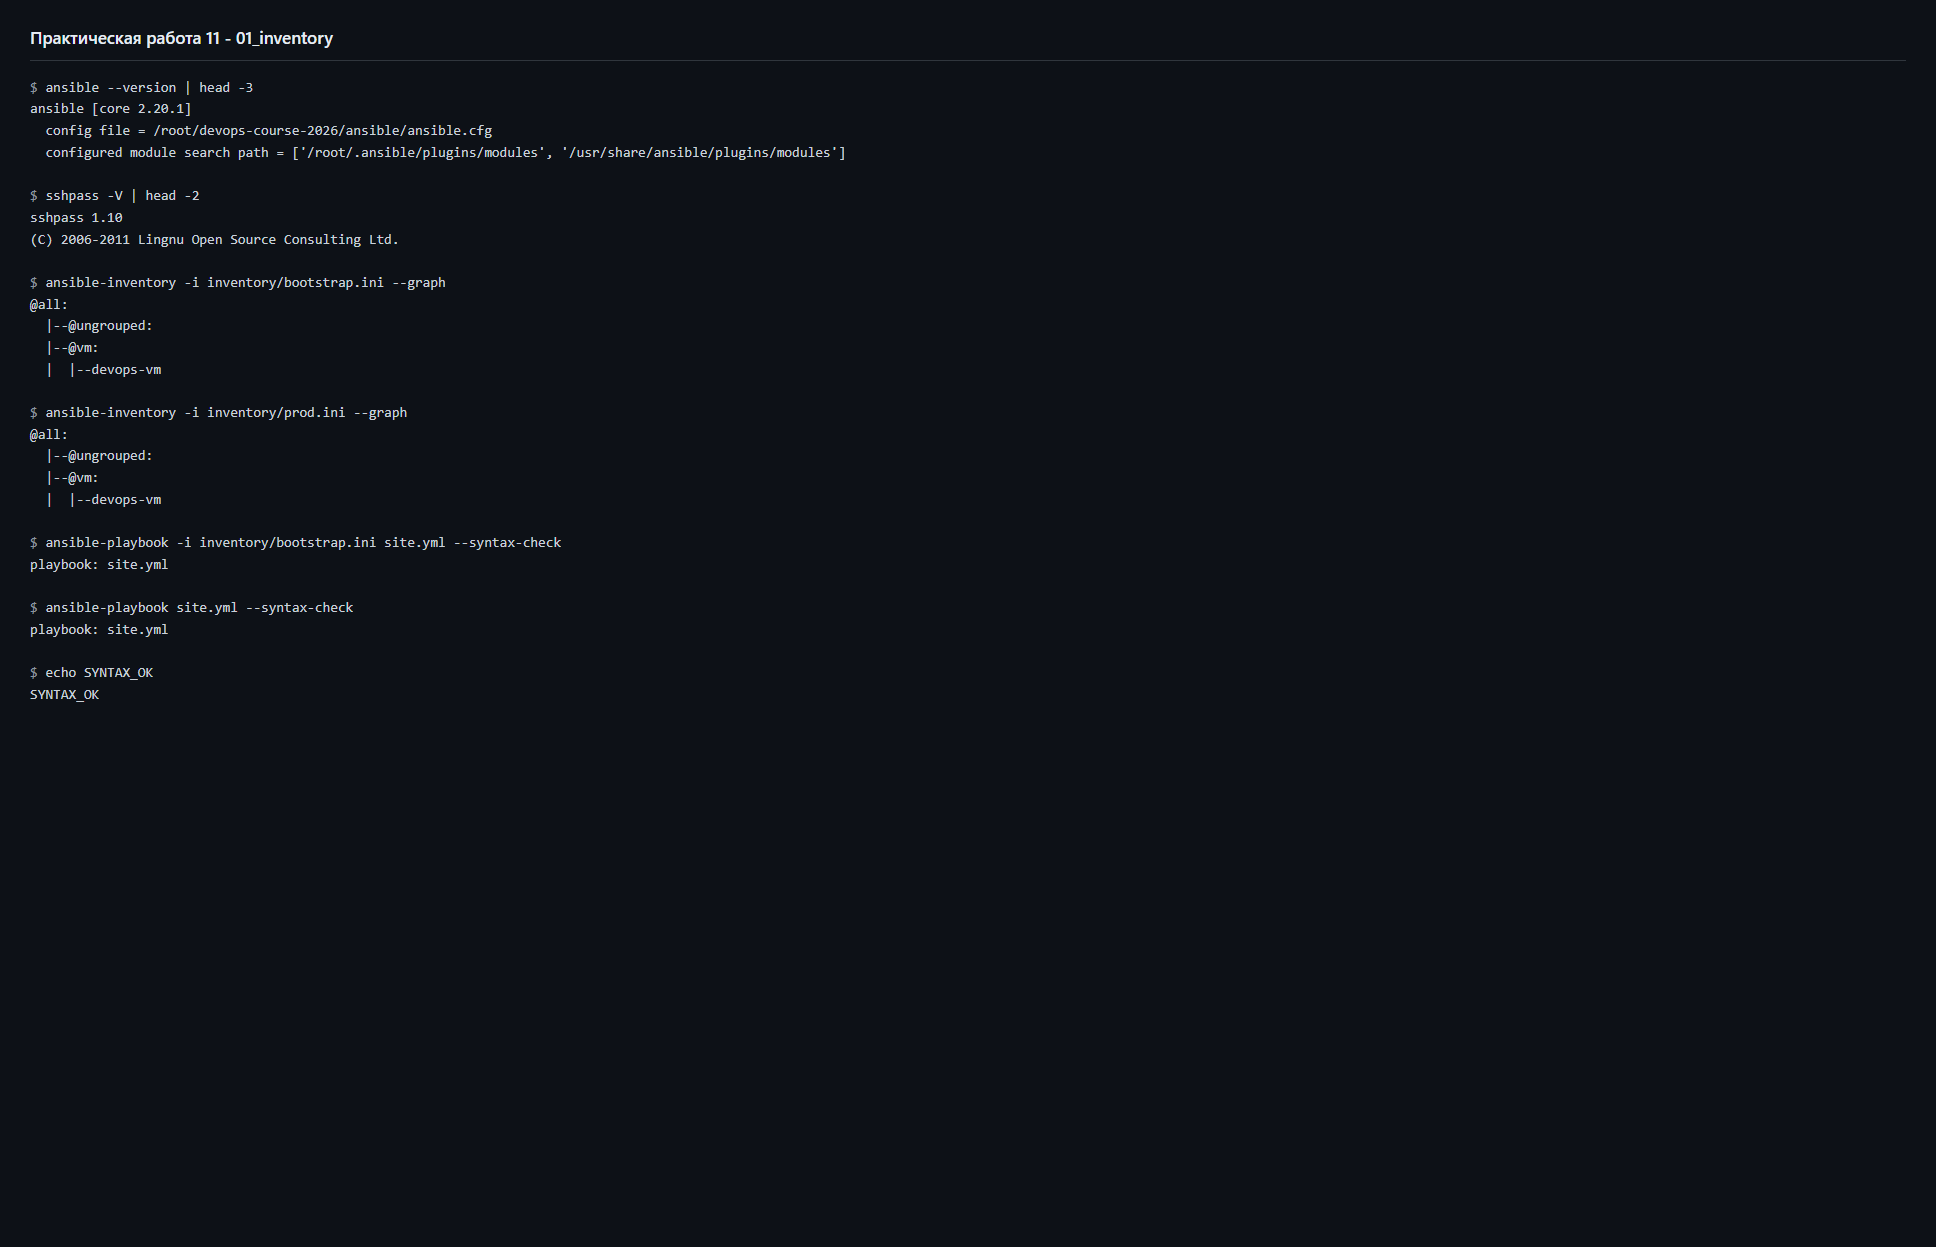 Практическая работа 11 - 01_inventory
$ ansible --version | head -3
ansible [core 2.20.1]
  config file = /root/devops-course-2026/ansible/ansible.cfg
  configured module search path = ['/root/.ansible/plugins/modules', '/usr/share/ansible/plugins/modules']
$ sshpass -V | head -2
sshpass 1.10
(C) 2006-2011 Lingnu Open Source Consulting Ltd.
$ ansible-inventory -i inventory/bootstrap.ini --graph
@all:
  |--@ungrouped:
  |--@vm:
  |  |--devops-vm
$ ansible-inventory -i inventory/prod.ini --graph
@all:
  |--@ungrouped:
  |--@vm:
  |  |--devops-vm
$ ansible-playbook -i inventory/bootstrap.ini site.yml --syntax-check
playbook: site.yml
$ ansible-playbook site.yml --syntax-check
playbook: site.yml
$ echo SYNTAX_OK
SYNTAX_OK